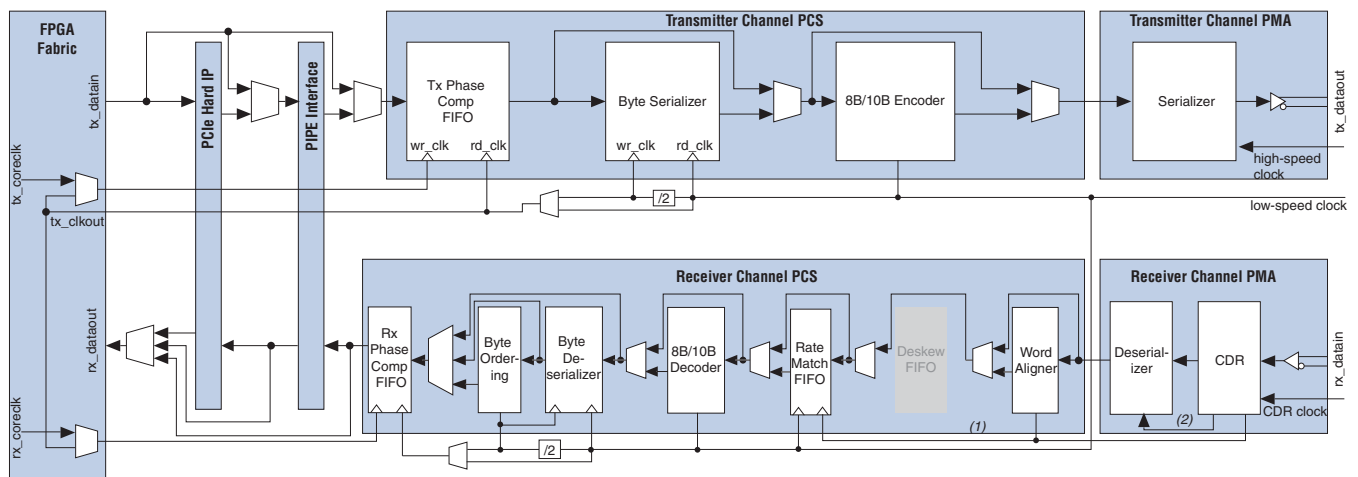 FPGA
Fabric
Transmitter Channel PCS
Transmitter Channel PMA
tx_datain
PCIe Hard IP
PIPE Interface
Tx Phase
Comp
FIFO
wr_clk
rd_clk
Byte Serializer
wr_clk
rd_clk
8B/10B Encoder
Serializer
tx_dataout
high-speed
clock
tx_coreclk
tx_clkout
/2
low-speed clock
Receiver Channel PCS
Receiver Channel PMA
rx_dataout
Rx
Phase
Comp
FIFO
Byte
Order-
ing
Byte
De-
serializer
8B/10B
Decoder
Rate
Match
FIFO
Deskew
FIFO
Word
Aligner
Deserial-
izer
CDR
rx_datain
CDR clock
rx_coreclk
(1)
(2)
/2